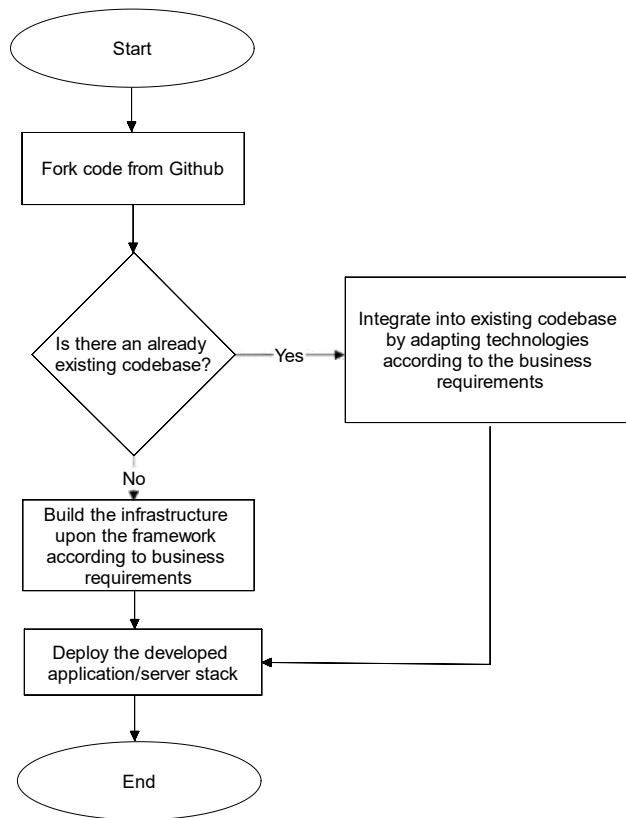 Start
Fork code from Github
Is there an already
existing codebase?
Yes
Integrate into existing codebase
by adapting technologies
according to the business
requirements
No
Build the infrastructure
upon the framework
according to business
requirements
Deploy the developed
application/server stack
End